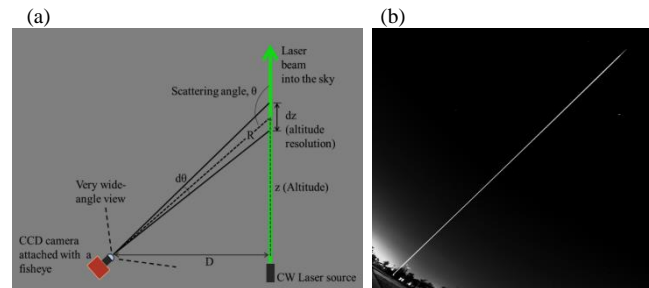 (a)
(b)
Laser
beam
into the sky
Scattering angle, θ
dz
(altitude
resolution)
R
dθ
z (Altitude)
Very wide-
angle view
CCD camera
attached with a
fisheye
D
CW Laser source